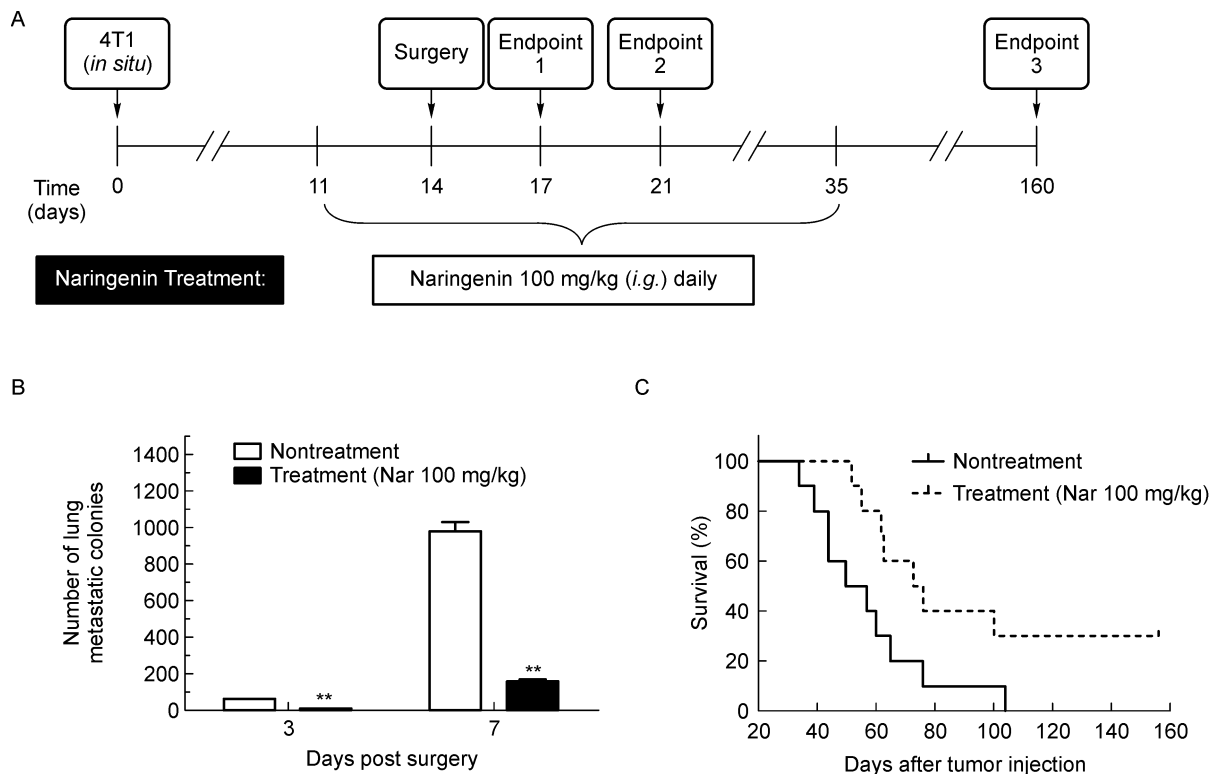 A
4T1
(in situ)
Surgery
Endpoint
1
Endpoint
2
Endpoint
3
Time
(days)
0
11
14
17
21
35
160
Naringenin Treatment:
Naringenin 100 mg/kg (i.g.) daily
B
Number of lung
metastatic colonies
1400
1200
1000
800
600
400
200
0
Nontreatment
Treatment (Nar 100 mg/kg)
**
**
3
7
Days post surgery
C
Survival (%)
100
80
60
40
20
0
Nontreatment
Treatment (Nar 100 mg/kg)
20 40 60 80 100 120 140 160
Days after tumor injection